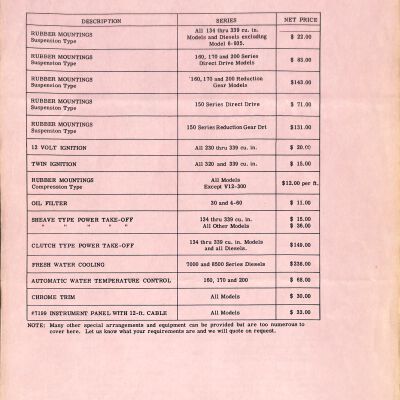 DESCRIPTION SERIES NET PRICE
RUBBER MOUNTINGS
Suspension Type
All 134 thru 339 cu. in.
Models and Diesels excluding
Model 6-935.
$ 22.00
RUBBER MOUNTINGS
Suspension Type
160, 170 and 200 Series
Direct Drive Models
$ 83.00
RUBBER MOUNTINGS
Suspension Type
160, 170 and 200 Reduction
Gear Models
$143.00
RUBBER MOUNTINGS
Suspension Type
150 Series Direct Drive
$ 71.00
RUBBER MOUNTINGS
Suspension Type
150 Series Reduction Gear Drt
$131.00
12 VOLT IGNITION All 230 thru 339 cu. in. $ 20.00
TWIN IGNITION All 320 and 339 cu. in. $ 15.00
RUBBER MOUNTINGS
Compression Type
All Models
Except V12-300
$13.00 per ft.
OIL FILTER 30 and 4-60 $ 11.00
SHEAVE TYPE POWER TAKE-OFF 134 thru 339 cu. in. $ 15.00
" " " " " All Other Models $ 36.00
CLUTCH TYPE POWER TAKE-OFF
134 thru 339 cu. in. Models
and all Diesels.
$149.00
FRESH WATER COOLING 7000 and 8500 Series Diesels $236.00
AUTOMATIC WATER TEMPERATURE CONTROL 160, 170 and 200 $ 68.00
CHROME TRIM All Models $ 30.00
#7199 INSTRUMENT PANEL WITH 12-ft. CABLE All Models $ 33.00
NOTE: Many other special arrangements and equipment can be provided but are too numerous to
cover here. Let us know what your requirements are and we will quote on request.